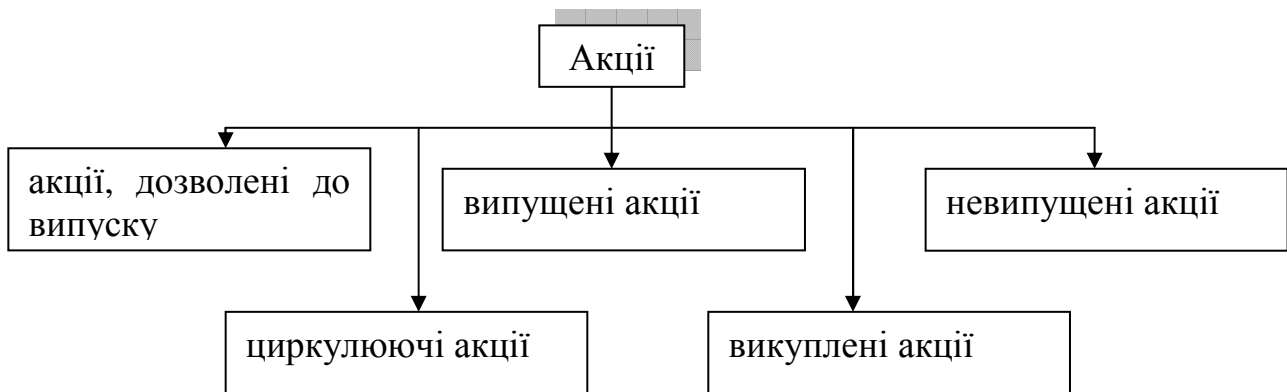 Акції
акції, дозволені до
випуску
випущені акції
невипущені акції
циркулюючі акції
викуплені акції